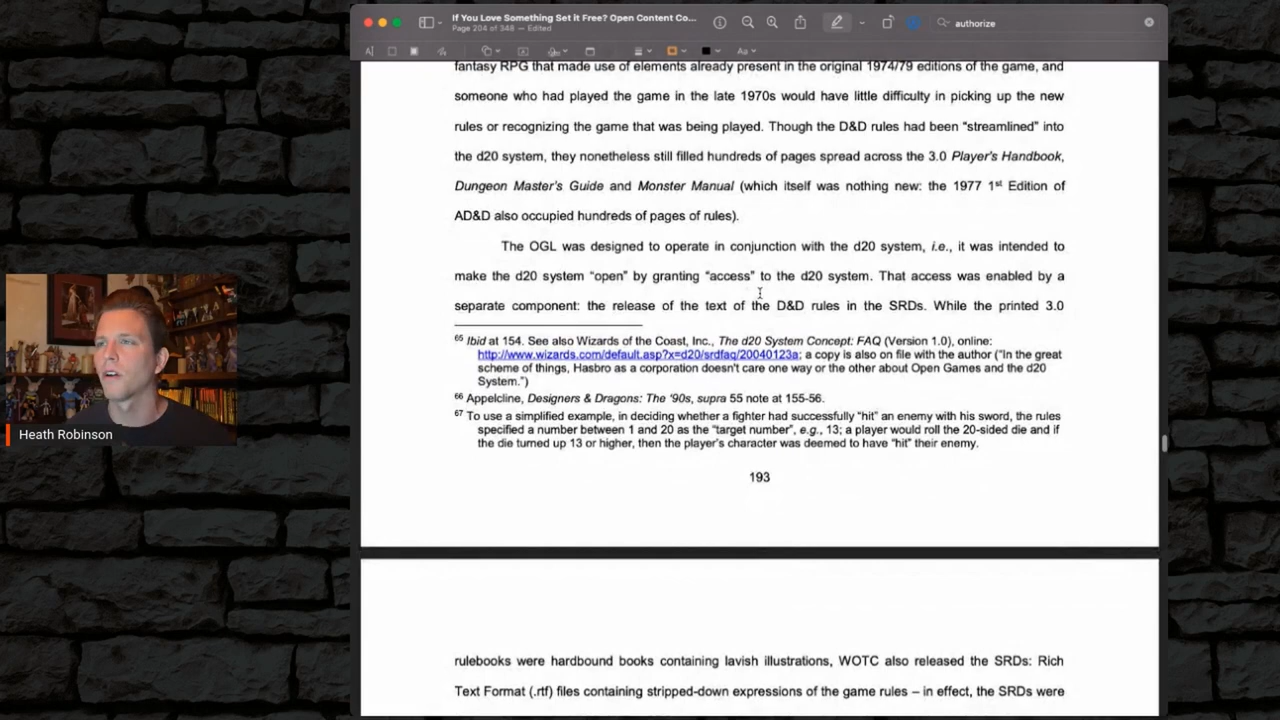 If You Love Something Set it Free? Open Content Co...
Page 204 of 348 — Edited
authorize
fantasy RPG that made use of elements already present in the original 1974/79 editions of the game, and
someone who had played the game in the late 1970s would have little difficulty in picking up the new
rules or recognizing the game that was being played. Though the D&D rules had been “streamlined” into
the d20 system, they nonetheless still filled hundreds of pages spread across the 3.0 Player's Handbook,
Dungeon Master's Guide and Monster Manual (which itself was nothing new: the 1977 1st Edition of
AD&D also occupied hundreds of pages of rules).
The OGL was designed to operate in conjunction with the d20 system, i.e., it was intended to
make the d20 system “open” by granting “access” to the d20 system. That access was enabled by a
separate component: the release of the text of the D&D rules in the SRDs. While the printed 3.0
65 Ibid at 154. See also Wizards of the Coast, Inc., The d20 System Concept: FAQ (Version 1.0), online:
http://www.wizards.com/default.asp?x=d20/srdfaq/20040123a; a copy is also on file with the author (“In the great
scheme of things, Hasbro as a corporation doesn't care one way or the other about Open Games and the d20
System.”)
66 Appelcline, Designers & Dragons: The '90s, supra 55 note at 155-56.
67 To use a simplified example, in deciding whether a fighter had successfully “hit” an enemy with his sword, the rules
specified a number between 1 and 20 as the “target number”, e.g., 13; a player would roll the 20-sided die and if
the die turned up 13 or higher, then the player's character was deemed to have “hit” their enemy.
193
rulebooks were hardbound books containing lavish illustrations, WOTC also released the SRDs: Rich
Text Format (.rtf) files containing stripped-down expressions of the game rules – in effect, the SRDs were
Heath Robinson